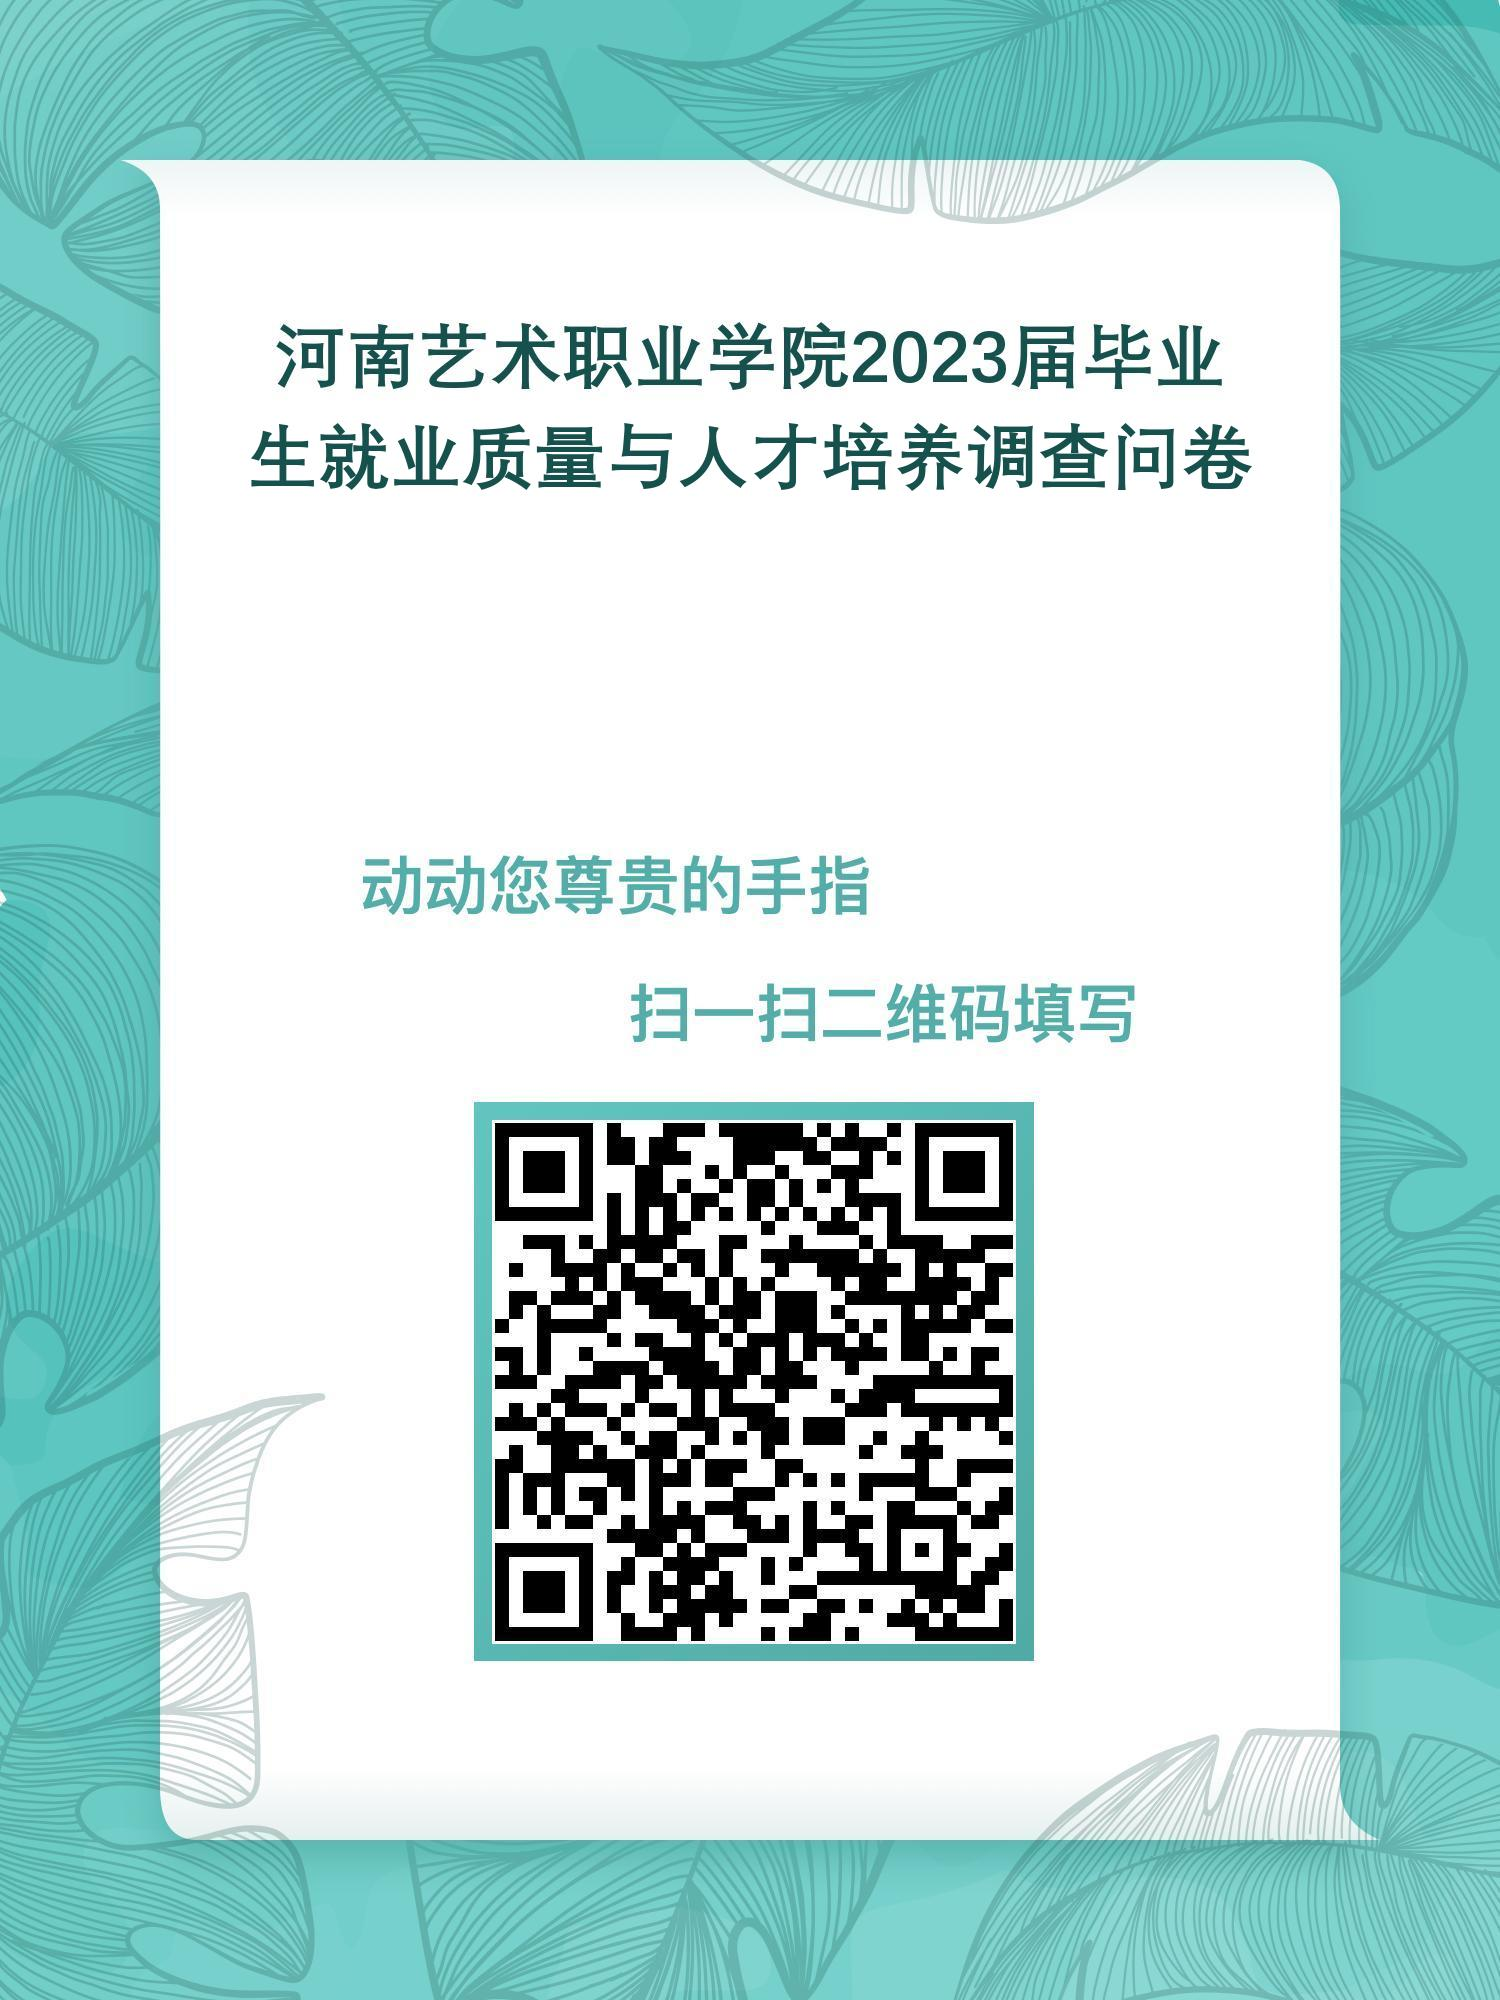 河南艺术职业学院2023届毕业
生就业质量与人才培养调查问卷
动动您尊贵的手指
扫一扫二维码填写